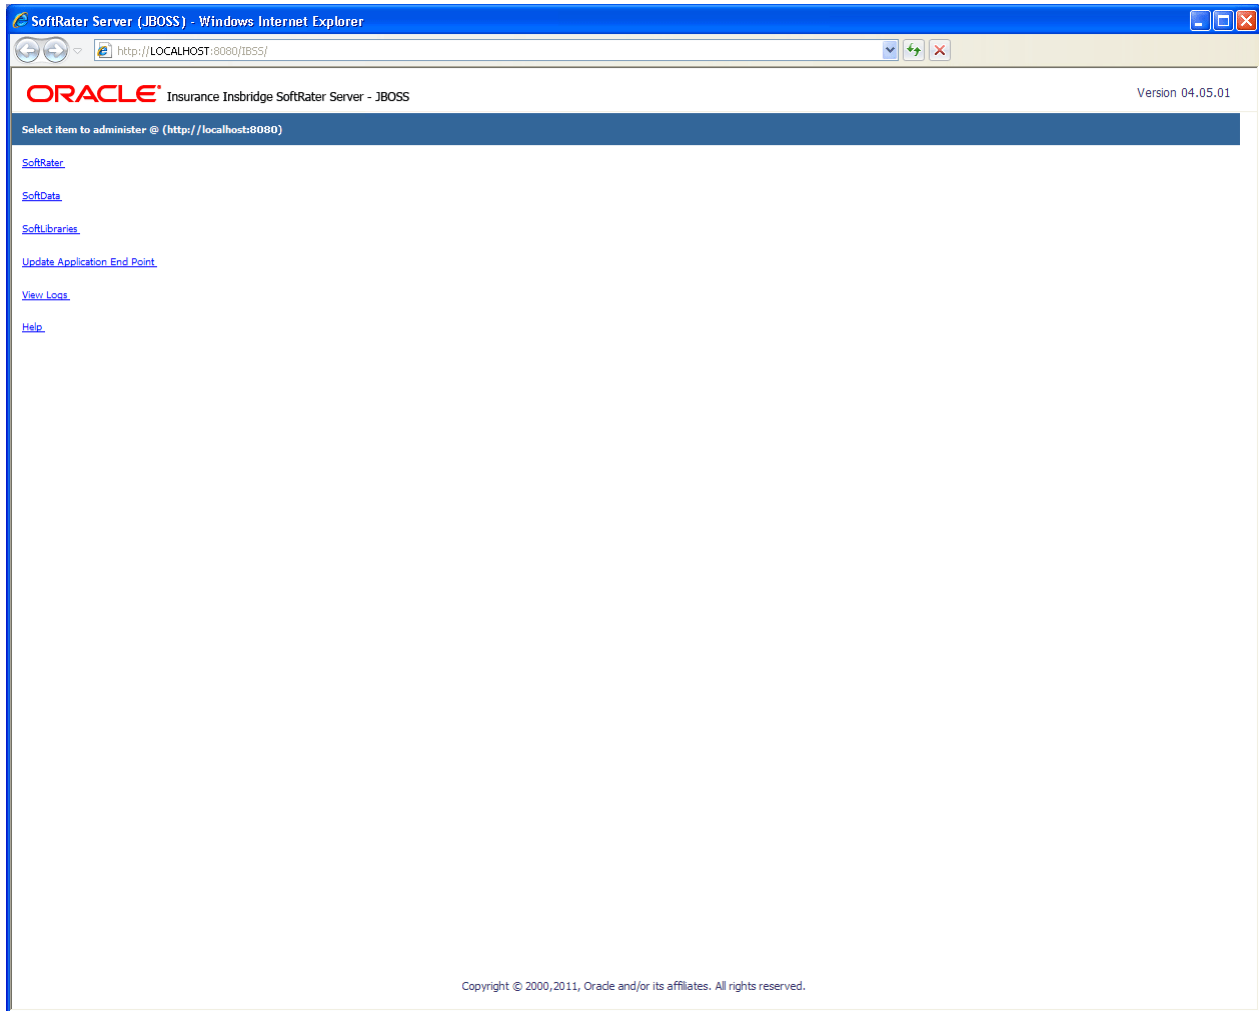 SoftRater Server (JBOSS) - Windows Internet Explorer
http://LOCALHOST:8080/IBSS/
ORACLE® Insurance Insbridge SoftRater Server - JBOSS
Version 04.05.01
Select item to administer @ (http://localhost:8080)
SoftRater
SoftData
SoftLibraries
Update Application End Point
View Logs
Help
Copyright © 2000,2011, Oracle and/or its affiliates. All rights reserved.